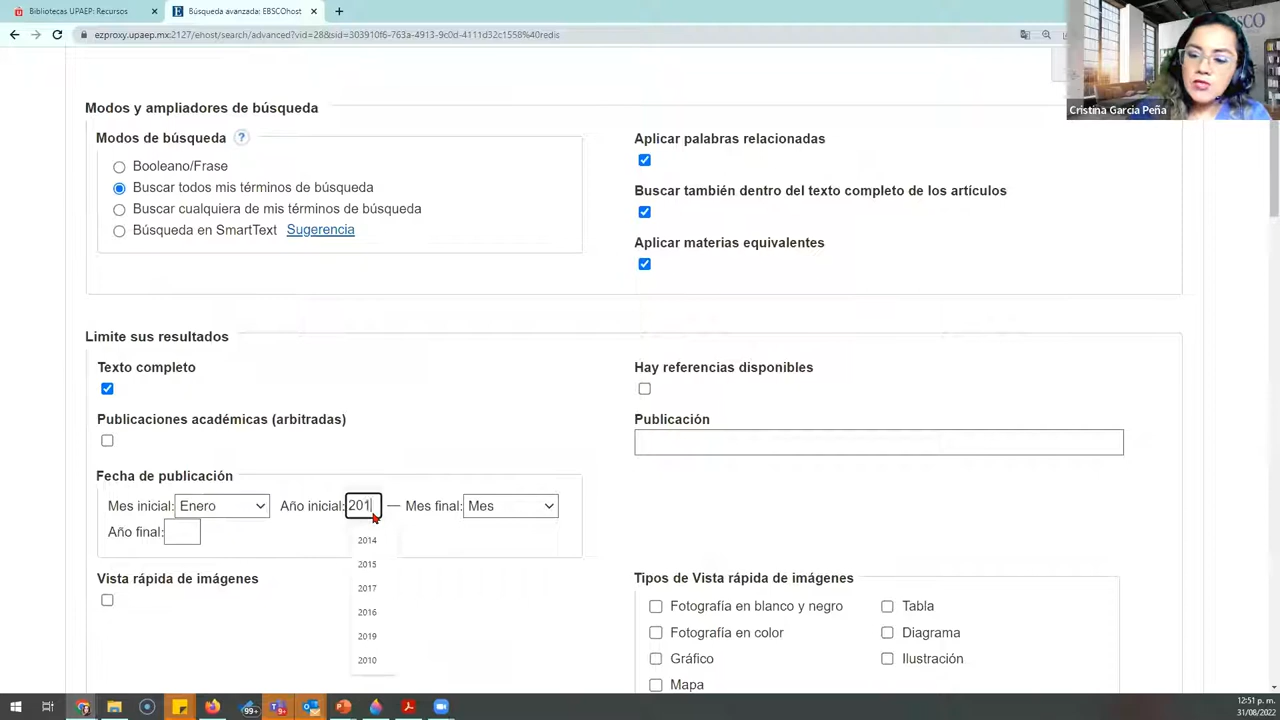 Bibliotecas UPAEP: Recursos
Búsqueda avanzada: EBSCOhost
ezproxy.upaep.mx:2127/ehost/search/advanced?vid=28&sid=303910f6-763a-4913-9c0d-4111d32c1558%40redis
Cristina Garcia Peña
Modos y ampliadores de búsqueda
Modos de búsqueda ?
Booleano/Frase
Buscar todos mis términos de búsqueda
Buscar cualquiera de mis términos de búsqueda
Búsqueda en SmartText Sugerencia
Aplicar palabras relacionadas
Buscar también dentro del texto completo de los artículos
Aplicar materias equivalentes
Limite sus resultados
Texto completo
Hay referencias disponibles
Publicaciones académicas (arbitradas)
Publicación
Fecha de publicación
Mes inicial: Enero Año inicial: 201 — Mes final: Mes
Año final:
2014
2015
2017
2016
2019
2010
Vista rápida de imágenes
Tipos de Vista rápida de imágenes
Fotografía en blanco y negro
Tabla
Fotografía en color
Diagrama
Gráfico
Ilustración
Mapa
99+
12:51 p. m.
31/08/2022